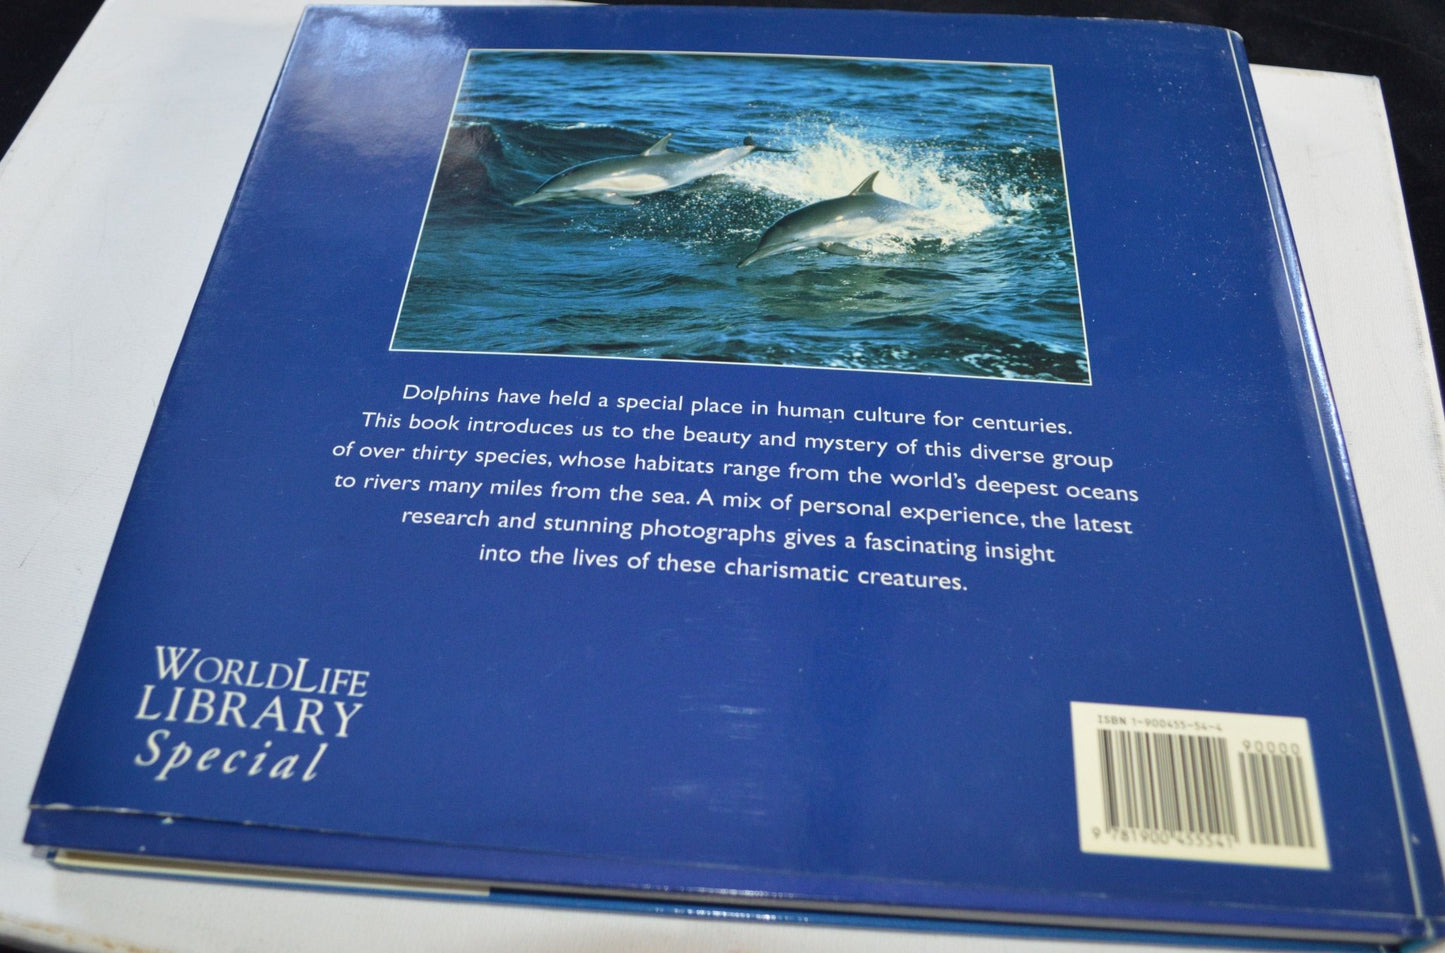 Dolphins have held a special place in human culture for centuries.
This book introduces us to the beauty and mystery of this diverse group
of over thirty species, whose habitats range from the world's deepest oceans
to rivers many miles from the sea. A mix of personal experience, the latest
research and stunning photographs gives a fascinating insight
into the lives of these charismatic creatures.
WORLDLIFE
LIBRARY
Special
ISBN 1-900455-54-4
90000
9 781900 455541